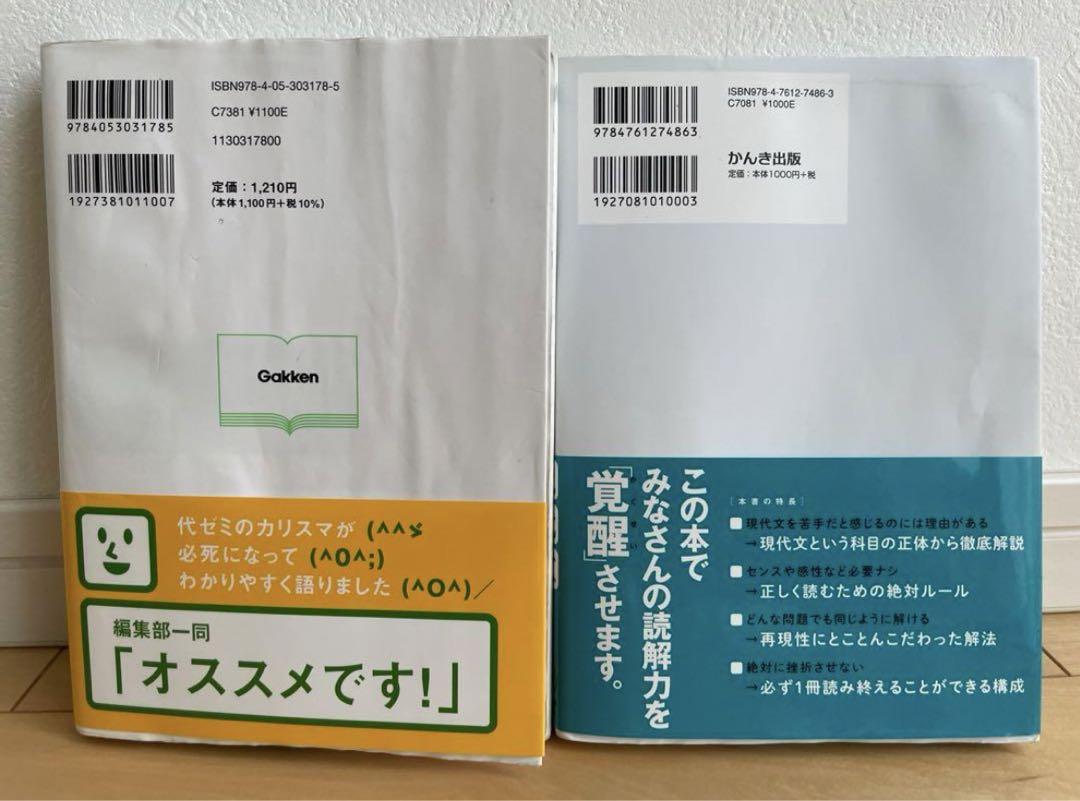 9784053031785
1927381011007
ISBN978-4-05-303178-5
C7381 ¥1100E
1130317800
定価：1,210円
（本体1,100円＋税10%）
Gakken
代ゼミのカリスマが (^^ゞ
必死になって (^O^;)
わかりやすく語りました (^O^)／
編集部一同
「オススメです!」
9784761274863
1927081010003
ISBN978-4-7612-7486-3
C7081 ¥1000E
かんき出版
定価：本体1000円＋税
この本で
みなさんの読解力を
「覚醒」させます。
かくせい
［本書の特長］
■現代文を苦手だと感じるのには理由がある
→現代文という科目の正体から徹底解説
■センスや感性など必要ナシ
→正しく読むための絶対ルール
■どんな問題でも同じように解ける
→再現性にとことんこだわった解法
■絶対に挫折させない
→必ず1冊読み終えることができる構成